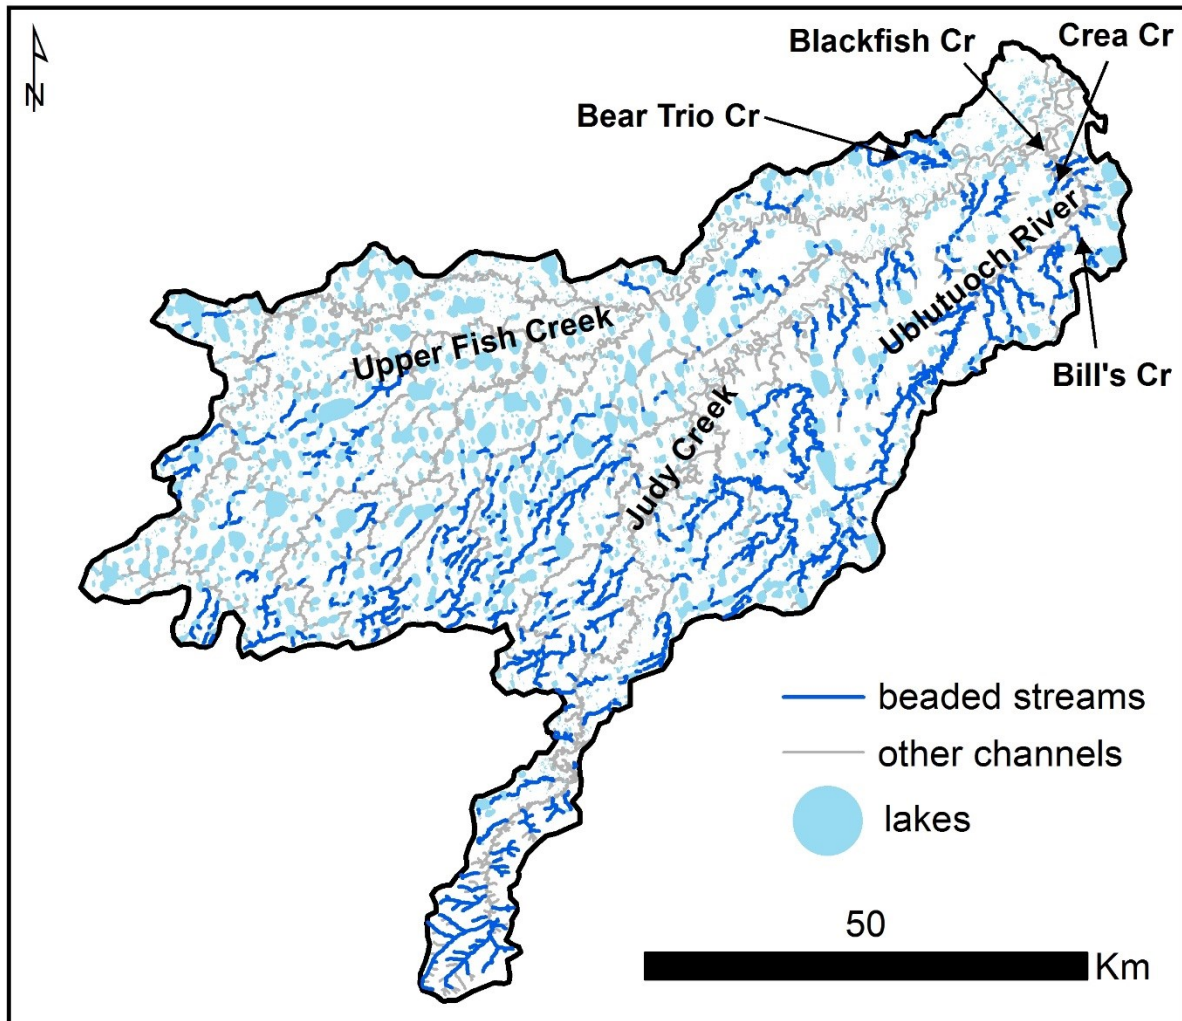 N
Blackfish Cr
Crea Cr
Bear Trio Cr
Upper Fish Creek
Ublutuoch River
Judy Creek
Bill's Cr
beaded streams
other channels
lakes
50
Km